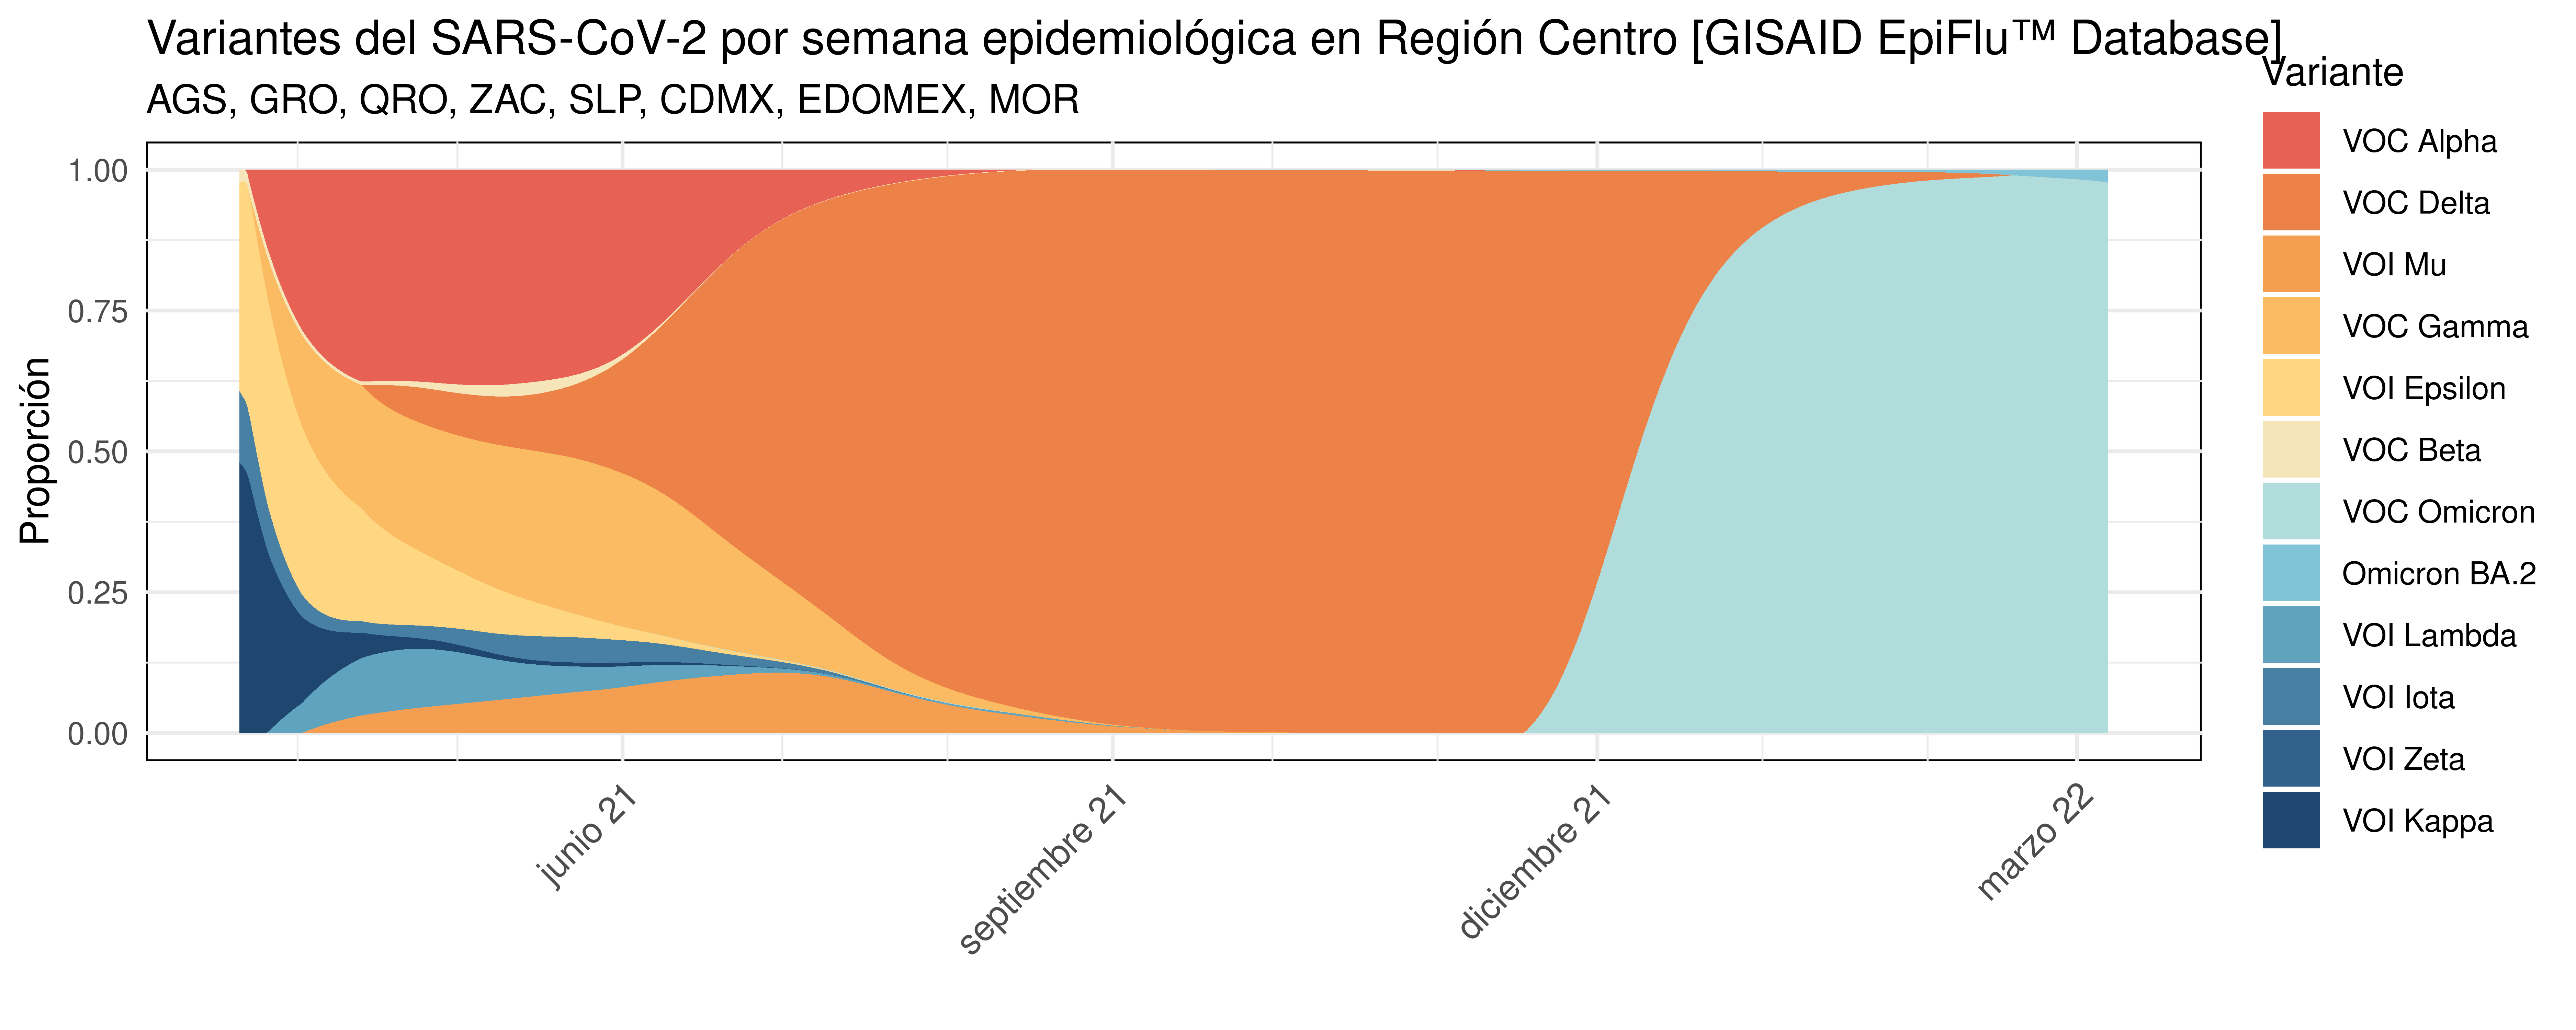 Variantes del SARS-CoV-2 por semana epidemiológica en Región Centro [GISAID EpiFlu™ Database]
AGS, GRO, QRO, ZAC, SLP, CDMX, EDOMEX, MOR
Proporción
1.00
0.75
0.50
0.25
0.00
junio 21
septiembre 21
diciembre 21
marzo 22
Variante
VOC Alpha
VOC Delta
VOI Mu
VOC Gamma
VOI Epsilon
VOC Beta
VOC Omicron
Omicron BA.2
VOI Lambda
VOI Iota
VOI Zeta
VOI Kappa